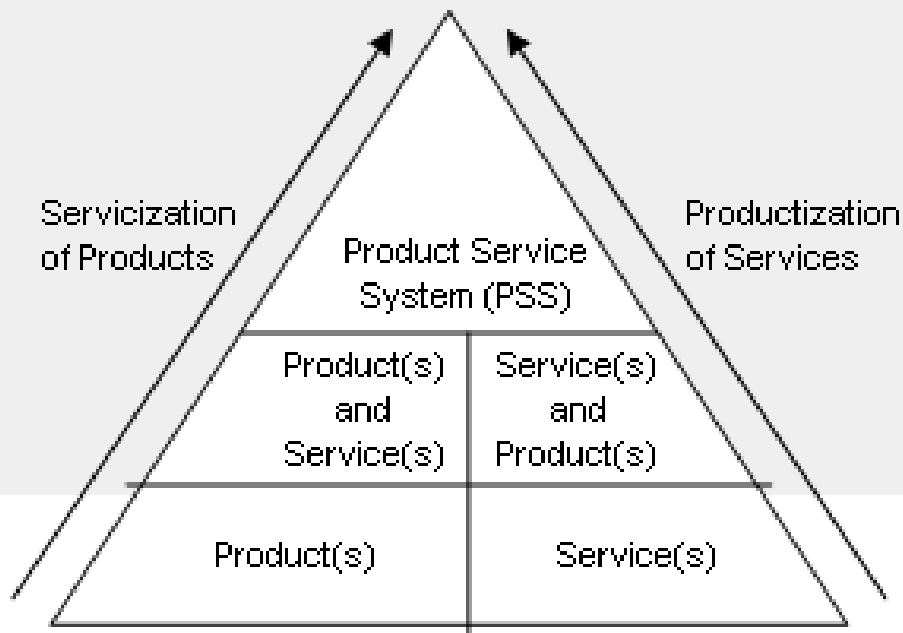 Servicization
of Products
Productization
of Services
Product Service
System (PSS)
Product(s)
and
Service(s)
Service(s)
and
Product(s)
Product(s)
Service(s)